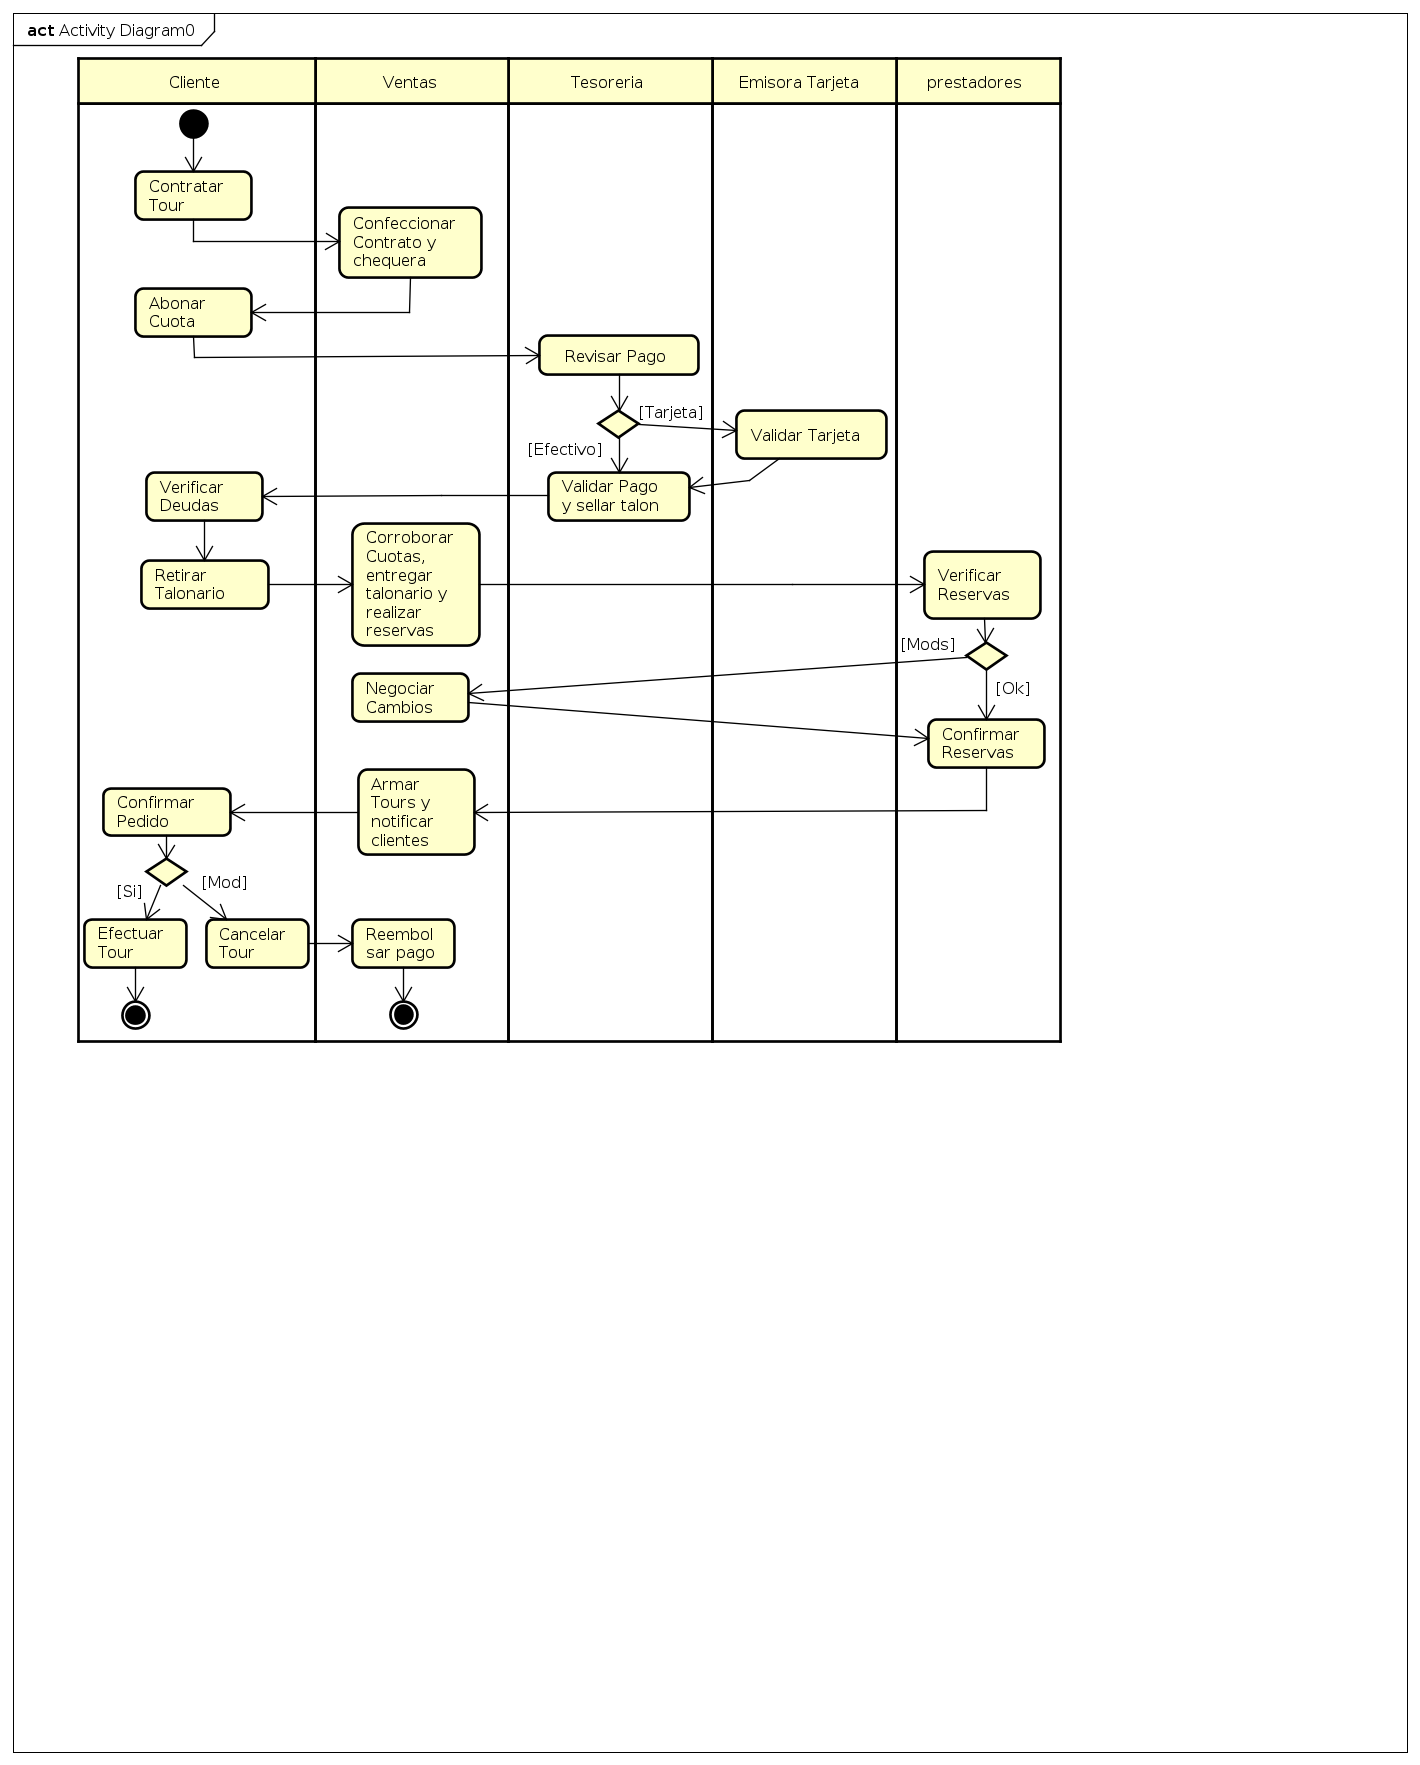 act Activity Diagram0
Cliente
Ventas
Tesoreria
Emisora Tarjeta
prestadores
Contratar
Tour
Confeccionar
Contrato y
chequera
Abonar
Cuota
Revisar Pago
[Tarjeta]
Validar Tarjeta
[Efectivo]
Validar Pago
y sellar talon
Verificar
Deudas
Retirar
Talonario
Corroborar
Cuotas,
entregar
talonario y
realizar
reservas
Verificar
Reservas
[Mods]
[Ok]
Negociar
Cambios
Confirmar
Reservas
Armar
Tours y
notificar
clientes
Confirmar
Pedido
[Si]
[Mod]
Efectuar
Tour
Cancelar
Tour
Reembol
sar pago